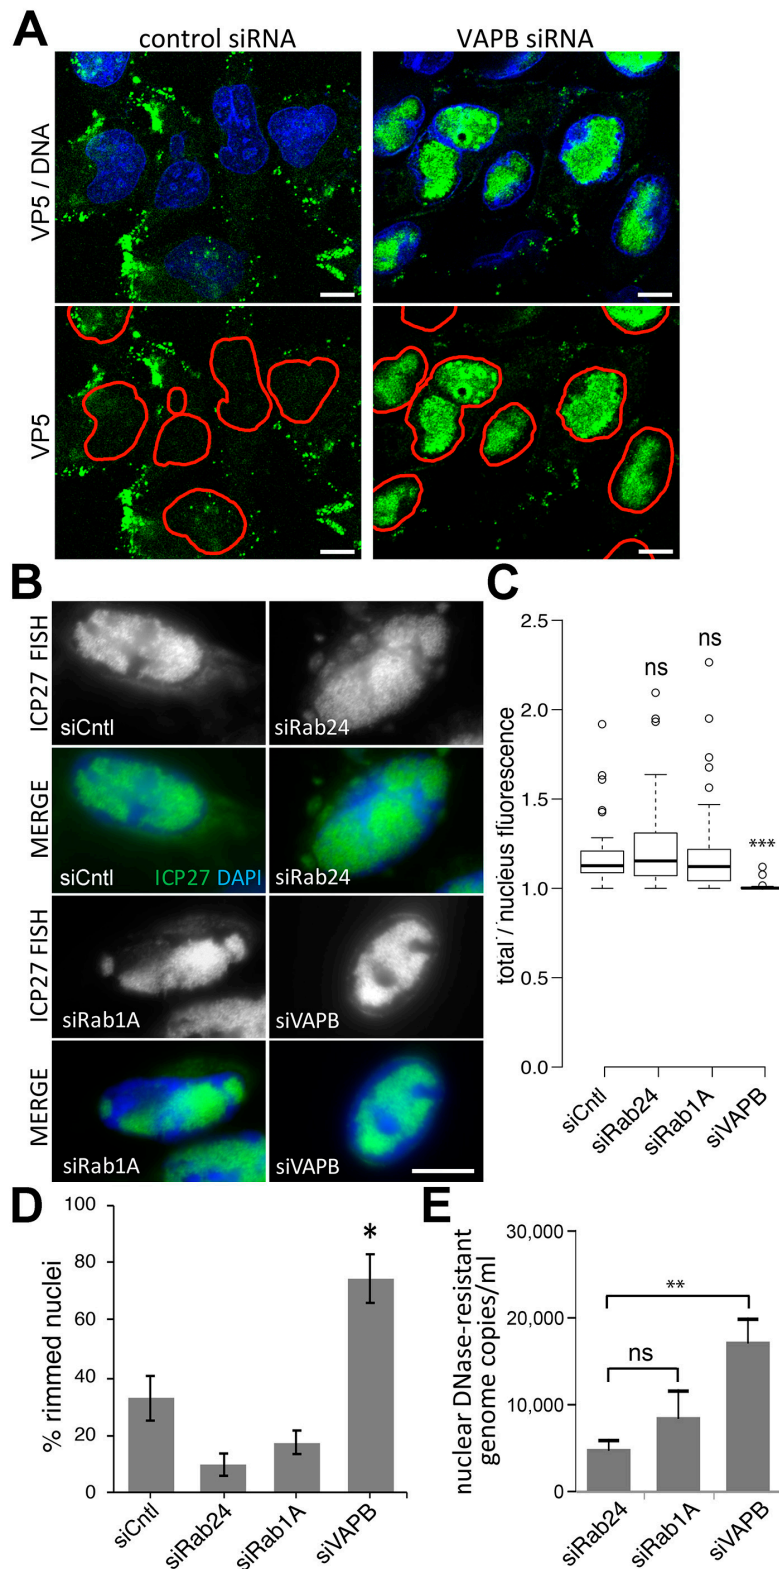 A
control siRNA
VAPB siRNA
VP5 / DNA
VP5
B
ICP27 FISH
siCntl
siRab24
MERGE
siCntl
ICP27 DAPI
siRab24
ICP27 FISH
siRab1A
siVAPB
MERGE
siRab1A
siVAPB
C
total / nucleus fluorescence
2.5
2.0
1.5
1.0
0.5
0.0
ns
ns
***
siCntl
siRab24
siRab1A
siVAPB
D
% rimmed nuclei
100
80
60
40
20
0
*
siCntl
siRab24
siRab1A
siVAPB
E
nuclear DNase-resistant
genome copies/ml
30,000
20,000
10,000
0
**
ns
siRab24
siRab1A
siVAPB